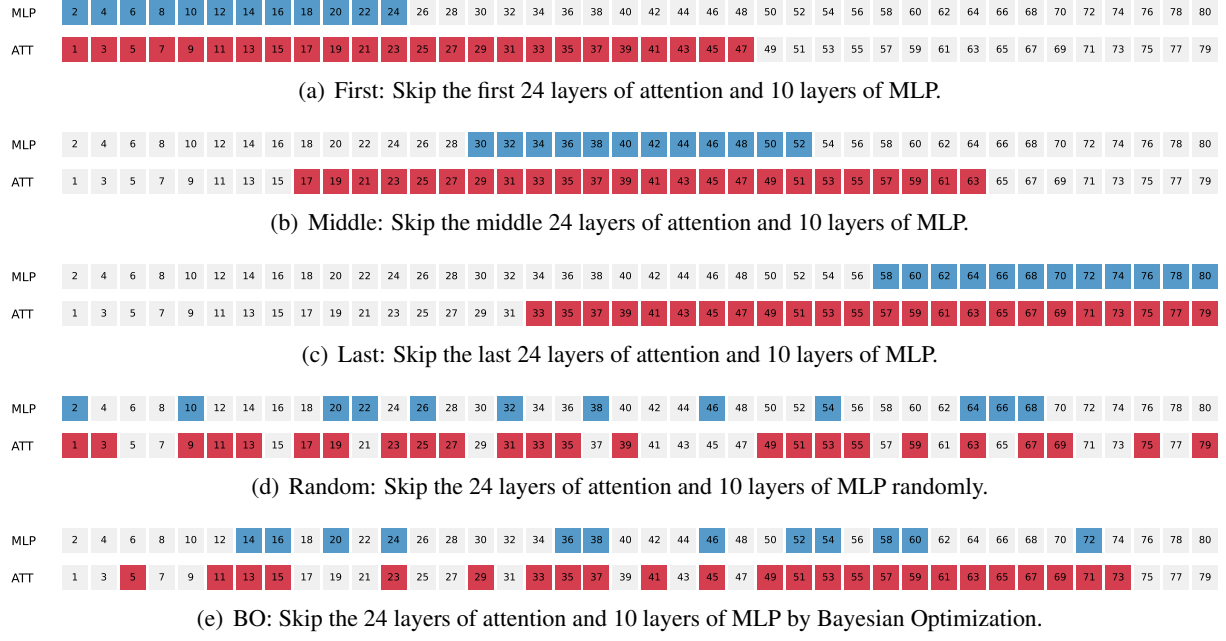 MLP 2 4 6 8 10 12 14 16 18 20 22 24 26 28 30 32 34 36 38 40 42 44 46 48 50 52 54 56 58 60 62 64 66 68 70 72 74 76 78 80
ATT 1 3 5 7 9 11 13 15 17 19 21 23 25 27 29 31 33 35 37 39 41 43 45 47 49 51 53 55 57 59 61 63 65 67 69 71 73 75 77 79
(a) First: Skip the first 24 layers of attention and 10 layers of MLP.
MLP 2 4 6 8 10 12 14 16 18 20 22 24 26 28 30 32 34 36 38 40 42 44 46 48 50 52 54 56 58 60 62 64 66 68 70 72 74 76 78 80
ATT 1 3 5 7 9 11 13 15 17 19 21 23 25 27 29 31 33 35 37 39 41 43 45 47 49 51 53 55 57 59 61 63 65 67 69 71 73 75 77 79
(b) Middle: Skip the middle 24 layers of attention and 10 layers of MLP.
MLP 2 4 6 8 10 12 14 16 18 20 22 24 26 28 30 32 34 36 38 40 42 44 46 48 50 52 54 56 58 60 62 64 66 68 70 72 74 76 78 80
ATT 1 3 5 7 9 11 13 15 17 19 21 23 25 27 29 31 33 35 37 39 41 43 45 47 49 51 53 55 57 59 61 63 65 67 69 71 73 75 77 79
(c) Last: Skip the last 24 layers of attention and 10 layers of MLP.
MLP 2 4 6 8 10 12 14 16 18 20 22 24 26 28 30 32 34 36 38 40 42 44 46 48 50 52 54 56 58 60 62 64 66 68 70 72 74 76 78 80
ATT 1 3 5 7 9 11 13 15 17 19 21 23 25 27 29 31 33 35 37 39 41 43 45 47 49 51 53 55 57 59 61 63 65 67 69 71 73 75 77 79
(d) Random: Skip the 24 layers of attention and 10 layers of MLP randomly.
MLP 2 4 6 8 10 12 14 16 18 20 22 24 26 28 30 32 34 36 38 40 42 44 46 48 50 52 54 56 58 60 62 64 66 68 70 72 74 76 78 80
ATT 1 3 5 7 9 11 13 15 17 19 21 23 25 27 29 31 33 35 37 39 41 43 45 47 49 51 53 55 57 59 61 63 65 67 69 71 73 75 77 79
(e) BO: Skip the 24 layers of attention and 10 layers of MLP by Bayesian Optimization.